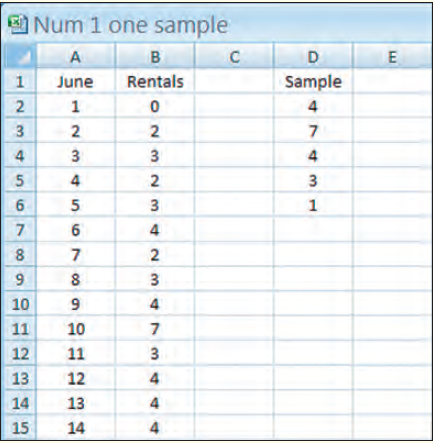 Num 1 one sample
A B C D E
1 June Rentals Sample
2 1 0 4
3 2 2 7
4 3 3 4
5 4 2 3
6 5 3 1
7 6 4
8 7 2
9 8 3
10 9 4
11 10 7
12 11 3
13 12 4
14 13 4
15 14 4